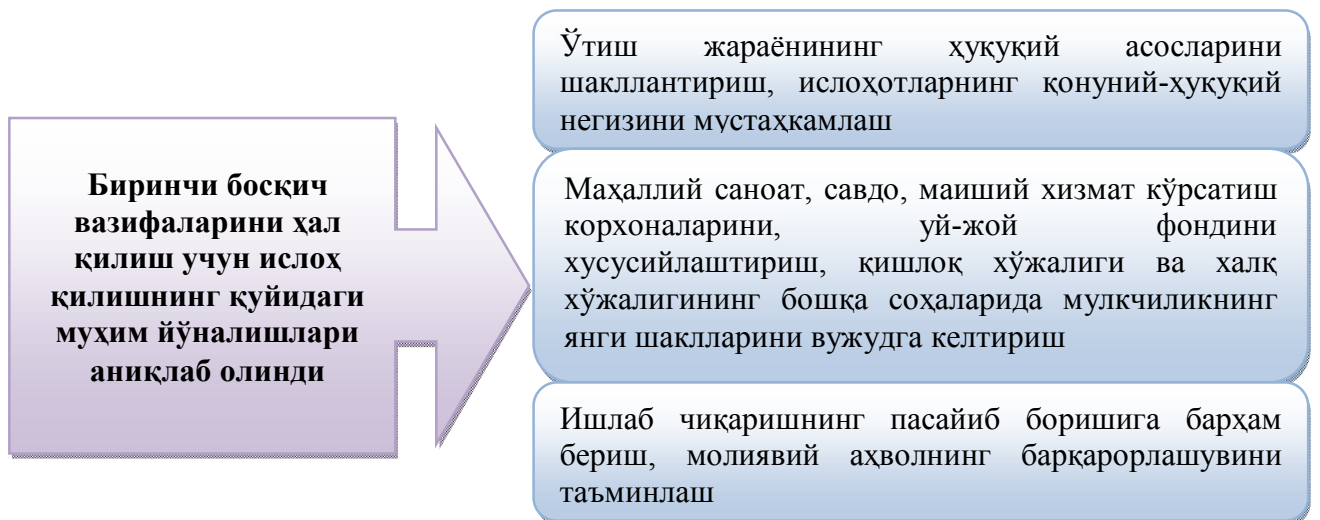 Биринчи босқич
вазифаларини ҳал
қилиш учун ислоҳ
қилишнинг қуйидаги
муҳим йўналишлари
аниқлаб олинди
Ўтиш жараёнининг ҳуқуқий асосларини
шакллантириш, ислоҳотларнинг қонуний-ҳуқуқий
негизини мустаҳкамлаш
Маҳаллий саноат, савдо, маиший хизмат кўрсатиш
корхоналарини, уй-жой фондини
хусусийлаштириш, қишлоқ хўжалиги ва халқ
хўжалигининг бошқа соҳаларида мулкчиликнинг
янги шаклларини вужудга келтириш
Ишлаб чиқаришнинг пасайиб боришига барҳам
бериш, молиявий аҳволнинг барқарорлашувини
таъминлаш